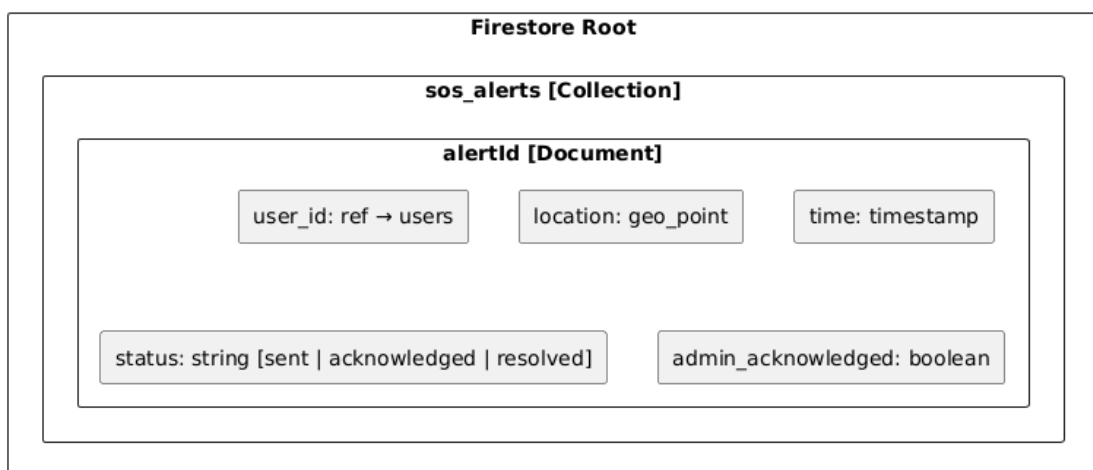 Firestore Root
sos_alerts [Collection]
alertId [Document]
user_id: ref → users
location: geo_point
time: timestamp
status: string [sent | acknowledged | resolved]
admin_acknowledged: boolean